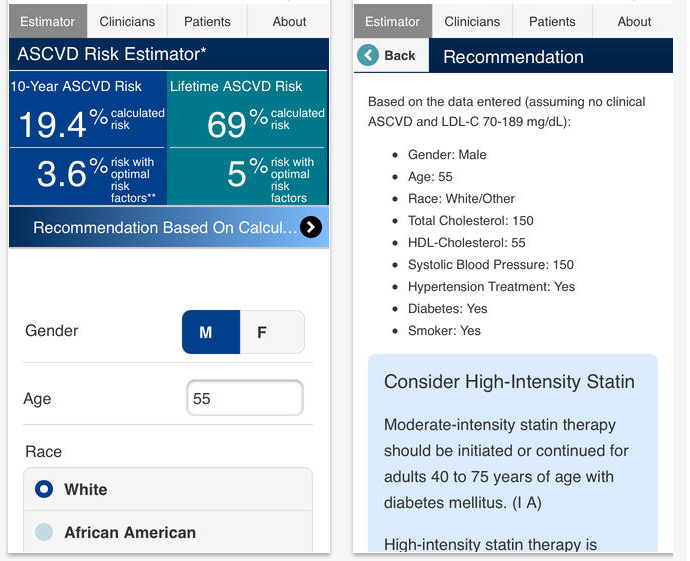 Estimator Clinicians Patients About
ASCVD Risk Estimator*
10-Year ASCVD Risk
19.4% calculated
risk
3.6% risk with
optimal
risk
factors**
Lifetime ASCVD Risk
69% calculated
risk
5% risk with
optimal
risk
factors
Recommendation Based On Calcul...
Gender M F
Age 55
Race
White
African American
Estimator Clinicians Patients About
Back Recommendation
Based on the data entered (assuming no clinical
ASCVD and LDL-C 70-189 mg/dL):
• Gender: Male
• Age: 55
• Race: White/Other
• Total Cholesterol: 150
• HDL-Cholesterol: 55
• Systolic Blood Pressure: 150
• Hypertension Treatment: Yes
• Diabetes: Yes
• Smoker: Yes
Consider High-Intensity Statin
Moderate-intensity statin therapy
should be initiated or continued for
adults 40 to 75 years of age with
diabetes mellitus. (I A)
High-intensity statin therapy is